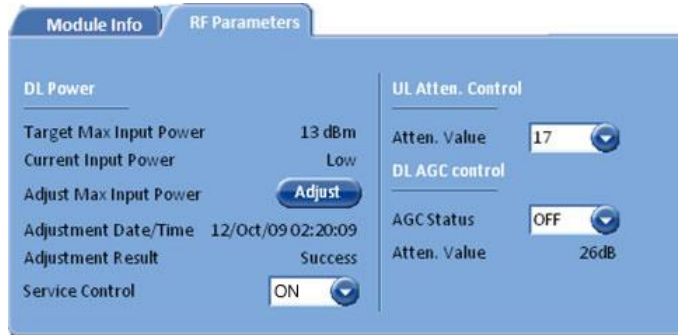 Module Info RF Parameters
DL Power
Target Max Input Power 13 dBm
Current Input Power Low
Adjust Max Input Power Adjust
Adjustment Date/Time 12/Oct/09 02:20:09
Adjustment Result Success
Service Control ON
UL Atten. Control
Atten. Value 17
DL AGC control
AGC Status OFF
Atten. Value 26dB